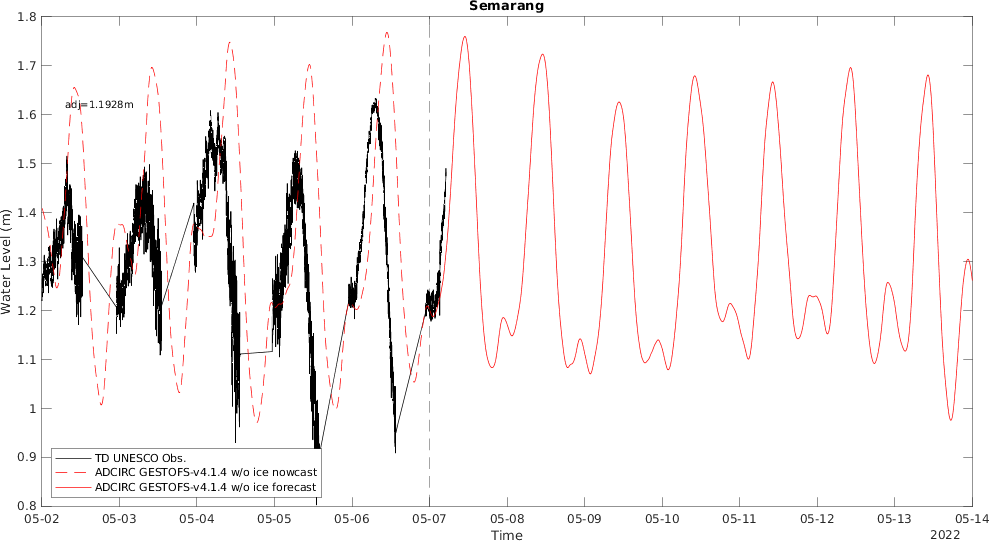 Semarang
1.8
1.7
1.6
1.5
1.4
1.3
1.2
1.1
1
0.9
0.8
Water Level (m)
adj=1.1928m
TD UNESCO Obs.
ADCIRC GESTOFS-v4.1.4 w/o ice nowcast
ADCIRC GESTOFS-v4.1.4 w/o ice forecast
05-02 05-03 05-04 05-05 05-06 05-07 05-08 05-09 05-10 05-11 05-12 05-13 05-14
Time
2022